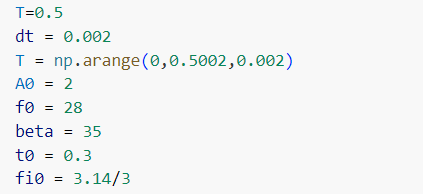 T=0.5
dt = 0.002
T = np.arange(0,0.5002,0.002)
A0 = 2
f0 = 28
beta = 35
t0 = 0.3
fi0 = 3.14/3